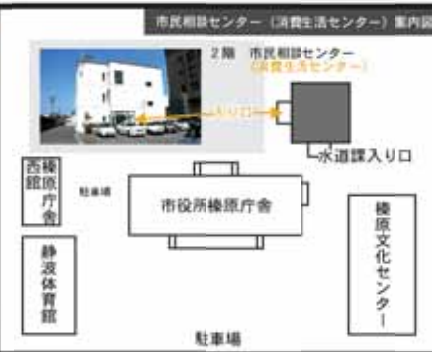 市民相談センター（消費生活センター）案内図
2階 市民相談センター
（消費生活センター）
入り口
水道課入り口
榛原庁舎
西館
駐車場
市役所榛原庁舎
静波体育館
榛原文化センター
駐車場